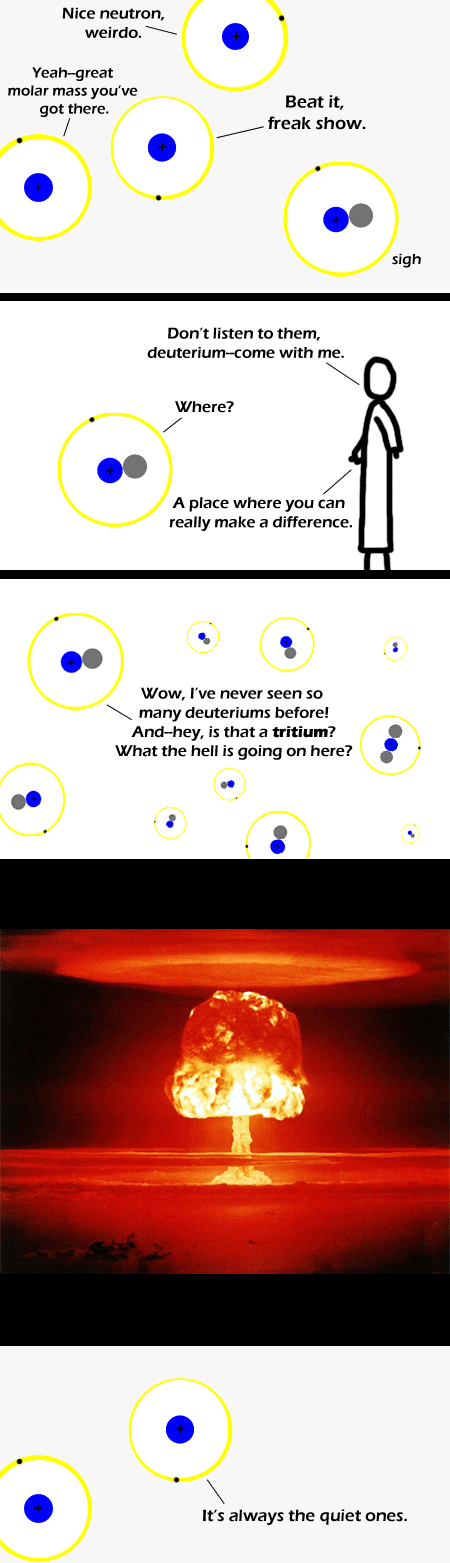 Nice neutron,
weirdo.
Yeah--great
molar mass you've
got there.
Beat it,
freak show.
sigh
Don't listen to them,
deuterium--come with me.
Where?
A place where you can
really make a difference.
Wow, I've never seen so
many deuteriums before!
And--hey, is that a tritium?
What the hell is going on here?
It's always the quiet ones.